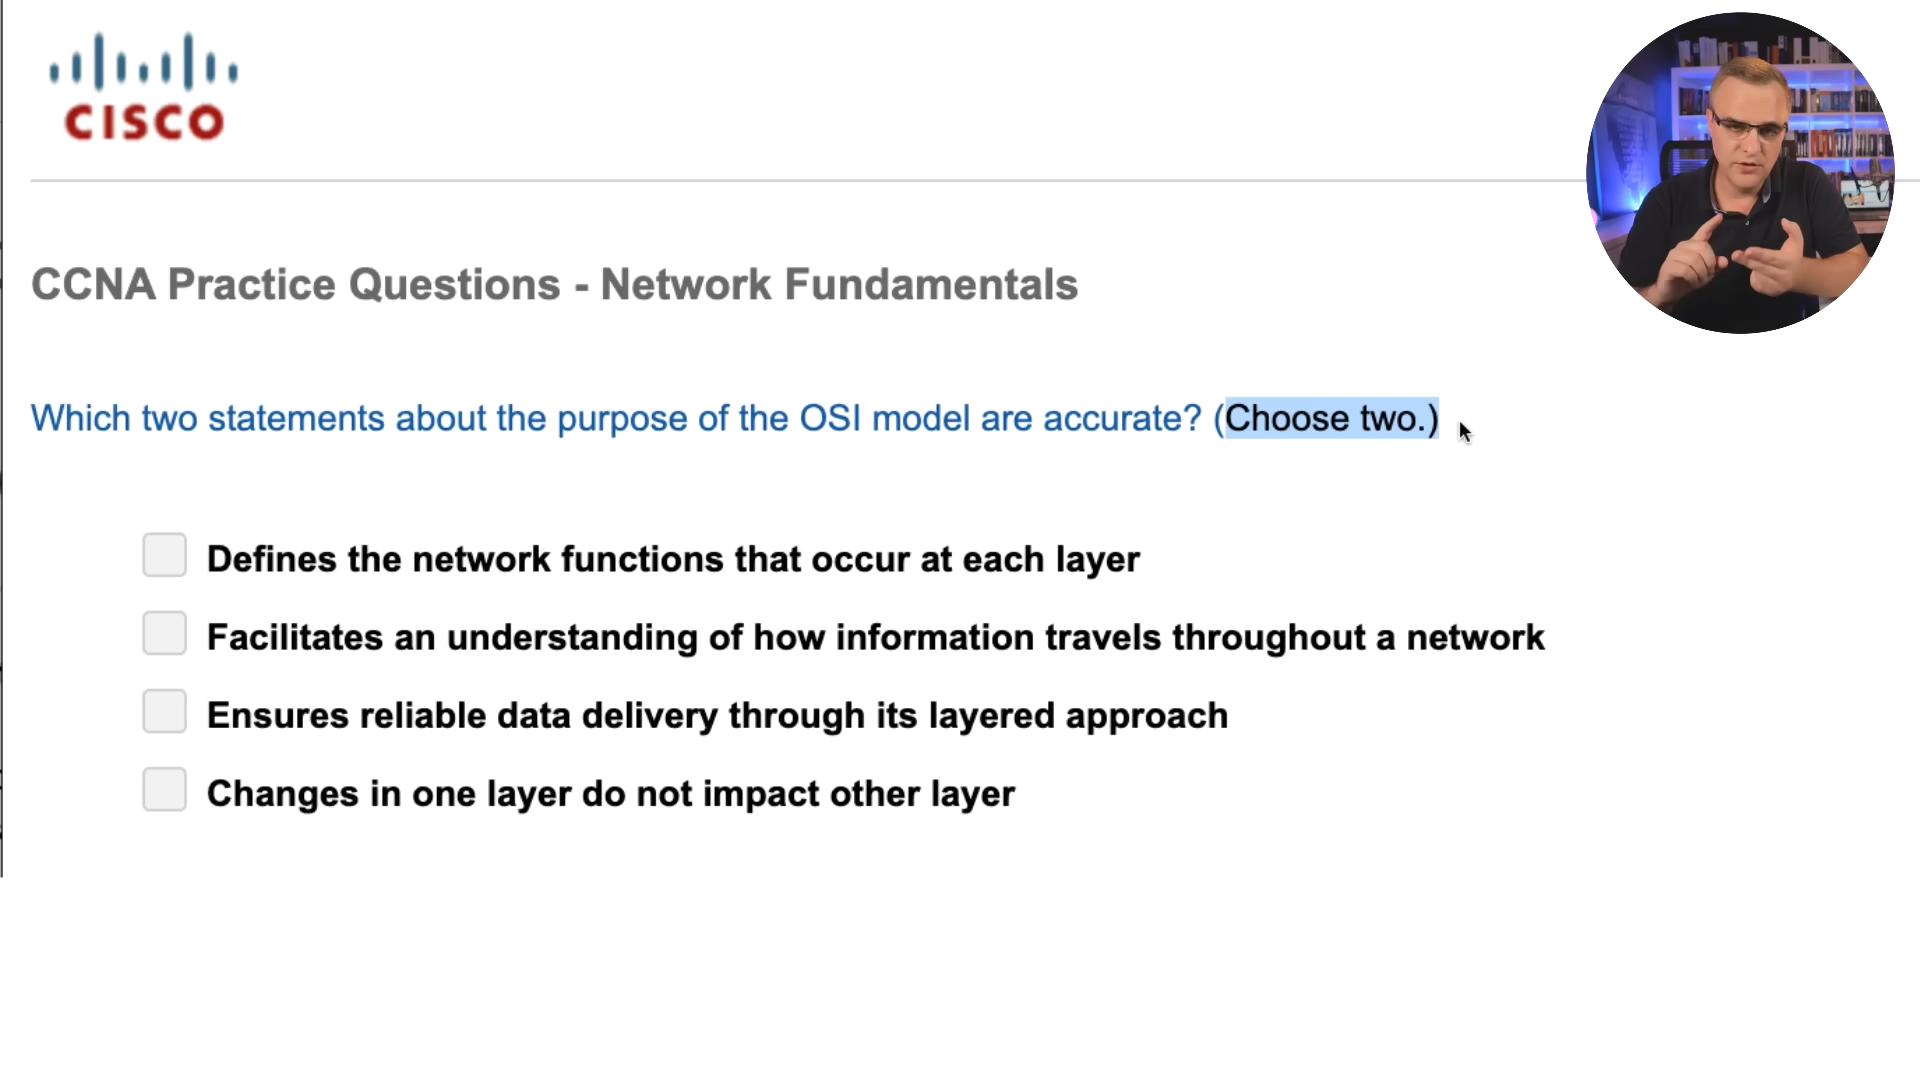 CISCO
CCNA Practice Questions - Network Fundamentals
Which two statements about the purpose of the OSI model are accurate? (Choose two.)
Defines the network functions that occur at each layer
Facilitates an understanding of how information travels throughout a network
Ensures reliable data delivery through its layered approach
Changes in one layer do not impact other layer